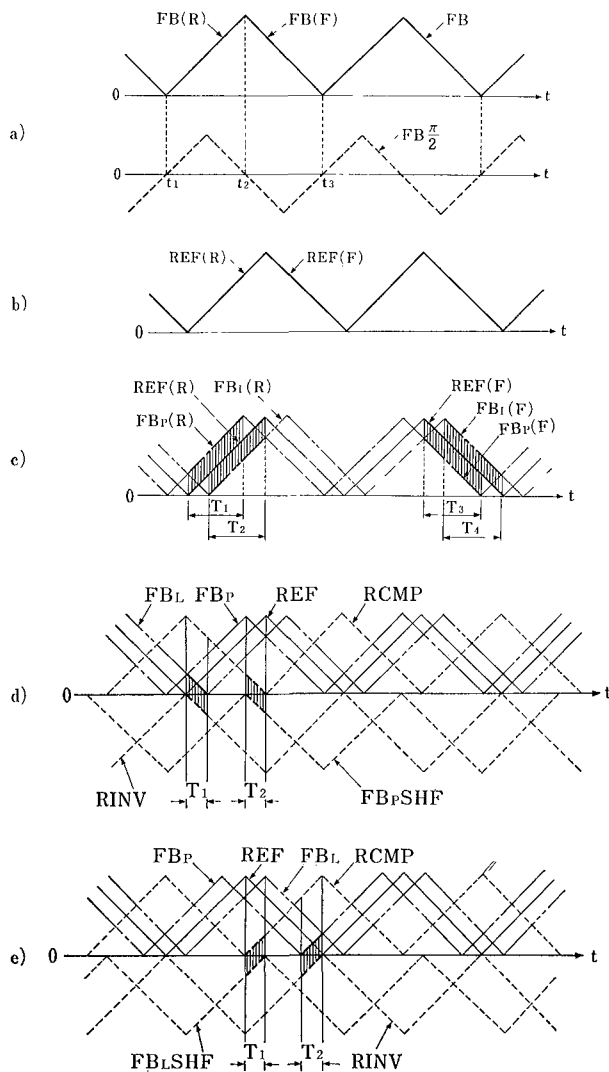 FB(R) FB(F) FB
0 t
a)
FB π/2
0 t₁ t₂ t₃ t
REF(R) REF(F)
b)
0 t
REF(R) FBI(R) REF(F)
FBP(R) FBI(F)
FBP(F)
c)
0 t
T₁ T₃
T₂ T₄
FBL FBP REF RCMP
d) 0 t
RINV T₁ T₂ FBPSHF
FBP REF FBL RCMP
e) 0 t
FBLSHF T₁ T₂ RINV